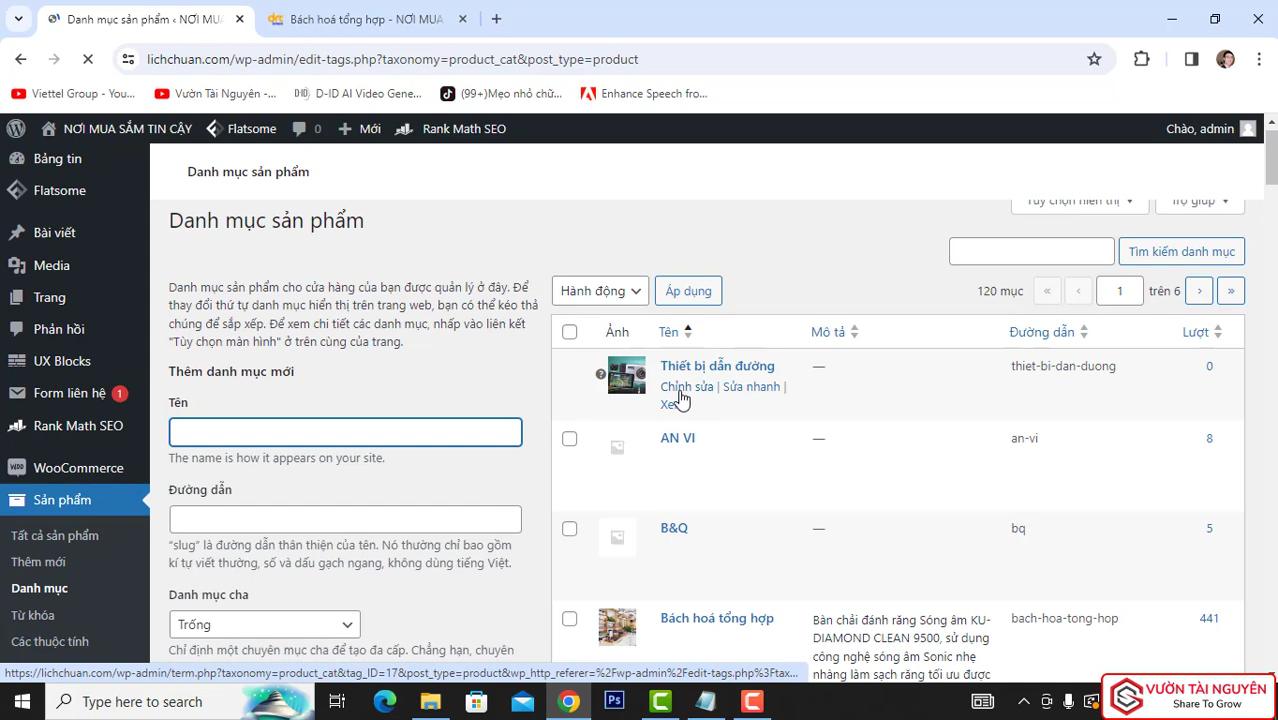 Danh mục sản phẩm ‹ NƠI MUA
Bách hoá tổng hợp - NƠI MUA
lichchuan.com/wp-admin/edit-tags.php?taxonomy=product_cat&post_type=product
Viettel Group - You...
Vườn Tài Nguyên -...
D-ID AI Video Gene...
(99+)Mẹo nhỏ chữ...
Enhance Speech fro...
NƠI MUA SẮM TIN CẬY
Flatsome
0
Mới
Rank Math SEO
Chào, admin
Bảng tin
Flatsome
Bài viết
Media
Trang
Phản hồi
UX Blocks
Form liên hệ 1
Rank Math SEO
WooCommerce
Sản phẩm
Tất cả sản phẩm
Thêm mới
Danh mục
Từ khóa
Các thuộc tính
Danh mục sản phẩm
Tùy chọn hiển thị
Trợ giúp
Danh mục sản phẩm
Tìm kiếm danh mục
Danh mục sản phẩm cho cửa hàng của bạn được quản lý ở đây. Để
thay đổi thứ tự danh mục hiển thị trên trang web, bạn có thể kéo thả
chúng để sắp xếp. Để xem chi tiết các danh mục, nhấp vào liên kết
"Tùy chọn màn hình" ở trên cùng của trang.
Thêm danh mục mới
Tên
The name is how it appears on your site.
Đường dẫn
“slug” là đường dẫn thân thiện của tên. Nó thường chỉ bao gồm
kí tự viết thường, số và dấu gạch ngang, không dùng tiếng Việt.
Danh mục cha
Trống
Chỉ định một chuyên mục cha để tạo đa cấp. Chẳng hạn, chuyên
Hành động
Áp dụng
120 mục
«
‹
1
trên 6
›
»
Ảnh
Tên
Mô tả
Đường dẫn
Lượt
Thiết bị dẫn đường
—
thiet-bi-dan-duong
0
Chỉnh sửa | Sửa nhanh |
AN VI
—
an-vi
8
B&Q
—
bq
5
Bách hoá tổng hợp
Bàn chải đánh răng Sóng âm KU-
DIAMOND CLEAN 9500, sử dụng
công nghệ sóng âm Sonic nhẹ
nhàng làm sạch răng tối ưu được
bach-hoa-tong-hop
441
https://lichchuan.com/wp-admin/term.php?taxonomy=product_cat&tag_ID=17&post_type=product&wp_http_referer=%2Fwp-admin%2Fedit-tags.php%3Ftax...
Type here to search
VƯỜN TÀI NGUYÊN
Share To Grow